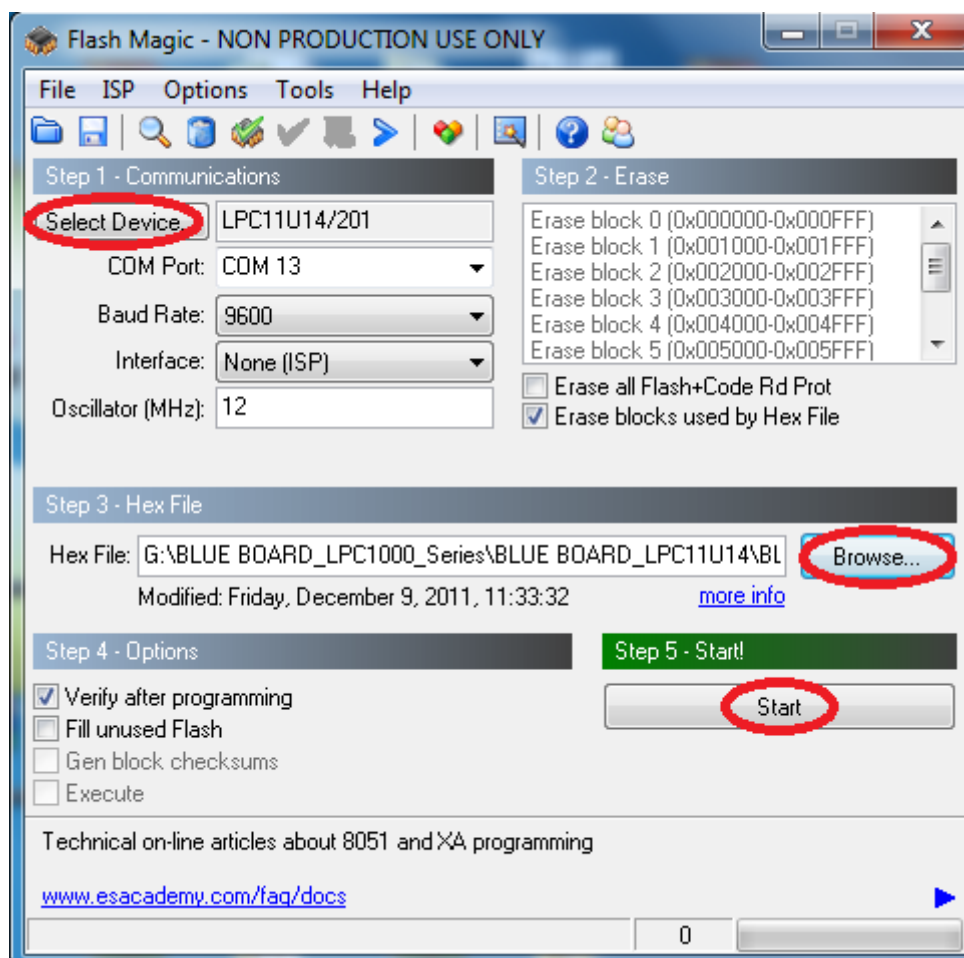 Flash Magic - NON PRODUCTION USE ONLY
File ISP Options Tools Help
Step 1 - Communications
Select Device...
LPC11U14/201
COM Port: COM 13
Baud Rate: 9600
Interface: None (ISP)
Oscillator (MHz): 12
Step 2 - Erase
Erase block 0 (0x000000-0x000FFF)
Erase block 1 (0x001000-0x001FFF)
Erase block 2 (0x002000-0x002FFF)
Erase block 3 (0x003000-0x003FFF)
Erase block 4 (0x004000-0x004FFF)
Erase block 5 (0x005000-0x005FFF)
Erase all Flash+Code Rd Prot
Erase blocks used by Hex File
Step 3 - Hex File
Hex File: G:\BLUE BOARD_LPC1000_Series\BLUE BOARD_LPC11U14\BL
Browse...
Modified: Friday, December 9, 2011, 11:33:32
more info
Step 4 - Options
Verify after programming
Fill unused Flash
Gen block checksums
Execute
Step 5 - Start!
Start
Technical on-line articles about 8051 and XA programming
www.esacademy.com/faq/docs
0